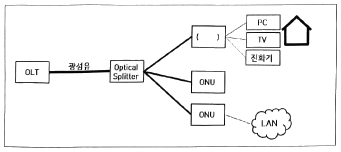 OLT
광섬유
Optical
Splitter
(    )
PC
TV
전화기
ONU
ONU
LAN